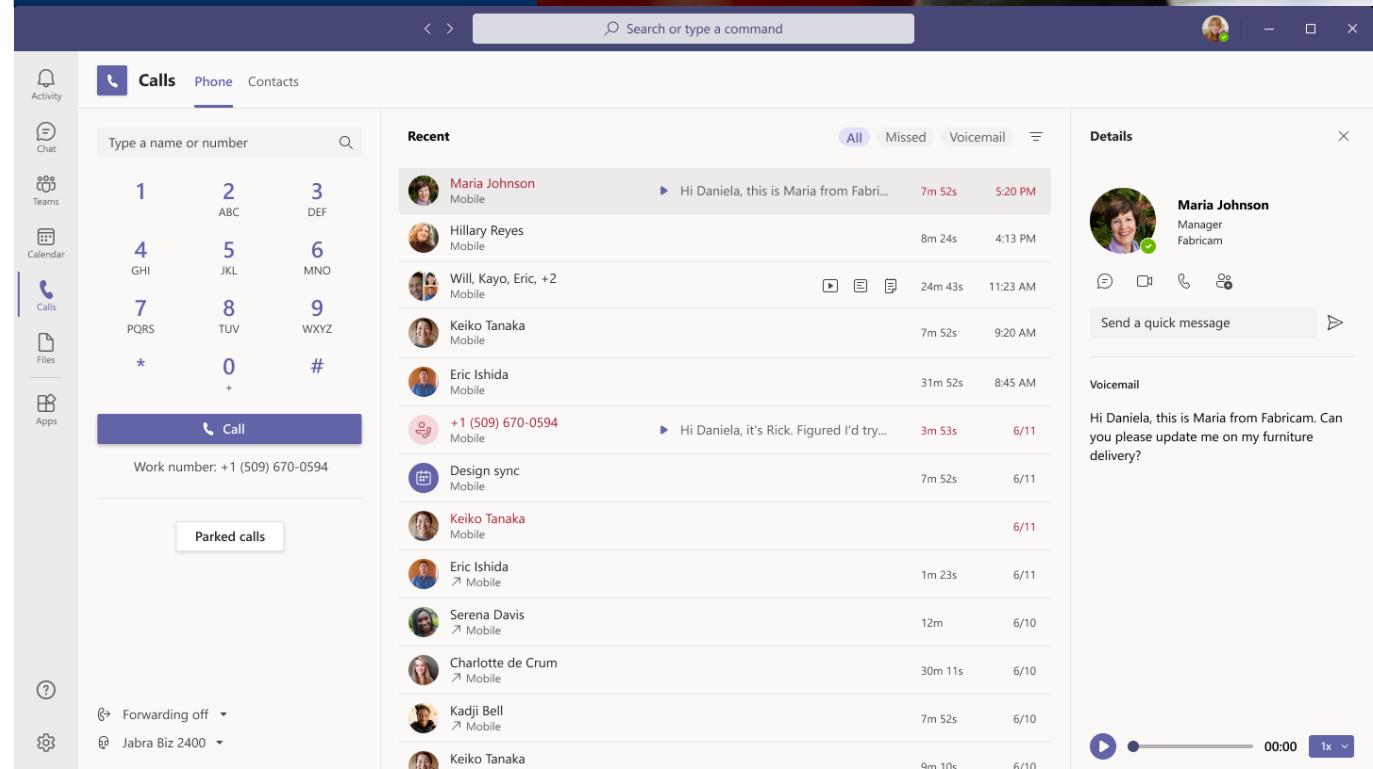 Search or type a command
Activity
Chat
Teams
Calendar
Calls
Files
Apps
Calls Phone Contacts
Type a name or number
1 2 3
ABC DEF
4 5 6
GHI JKL MNO
7 8 9
PQRS TUV WXYZ
* 0 #
+
Call
Work number: +1 (509) 670-0594
Parked calls
Forwarding off
Jabra Biz 2400
Recent All Missed Voicemail
Maria Johnson
Mobile
Hi Daniela, this is Maria from Fabri... 7m 52s 5:20 PM
Hillary Reyes
Mobile
8m 24s 4:13 PM
Will, Kayo, Eric, +2
Mobile
24m 43s 11:23 AM
Keiko Tanaka
Mobile
7m 52s 9:20 AM
Eric Ishida
Mobile
31m 52s 8:45 AM
+1 (509) 670-0594
Mobile
Hi Daniela, it's Rick. Figured I'd try... 3m 53s 6/11
Design sync
Mobile
7m 52s 6/11
Keiko Tanaka
Mobile
6/11
Eric Ishida
Mobile
1m 23s 6/11
Serena Davis
Mobile
12m 6/10
Charlotte de Crum
Mobile
30m 11s 6/10
Kadji Bell
Mobile
7m 52s 6/10
Keiko Tanaka
9m 10s 6/10
Details
Maria Johnson
Manager
Fabricam
Send a quick message
Voicemail
Hi Daniela, this is Maria from Fabricam. Can
you please update me on my furniture
delivery?
00:00 1x